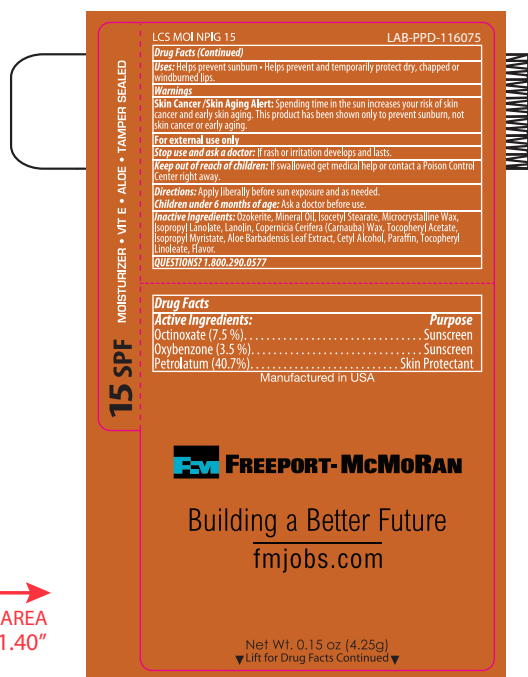 LCS MOI NPIG 15 LAB-PPD-116075
Drug Facts (Continued)
Uses: Helps prevent sunburn • Helps prevent and temporarily protect dry, chapped or
windburned lips.
Warnings
Skin Cancer /Skin Aging Alert: Spending time in the sun increases your risk of skin
cancer and early skin aging. This product has been shown only to prevent sunburn, not
skin cancer or early aging.
For external use only
Stop use and ask a doctor: If rash or irritation develops and lasts.
Keep out of reach of children: If swallowed get medical help or contact a Poison Control
Center right away.
Directions: Apply liberally before sun exposure and as needed.
Children under 6 months of age: Ask a doctor before use.
Inactive Ingredients: Ozokerite, Mineral Oil, Isocetyl Stearate, Microcrystalline Wax,
Isopropyl Lanolate, Lanolin, Copernicia Cerifera (Carnauba) Wax, Tocopheryl Acetate,
Isopropyl Myristate, Aloe Barbadensis Leaf Extract, Cetyl Alcohol, Paraffin, Tocopheryl
Linoleate, Flavor.
QUESTIONS? 1.800.290.0577
15 SPF MOISTURIZER • VIT E • ALOE • TAMPER SEALED
Drug Facts
Active Ingredients: Purpose
Octinoxate (7.5 %)............................... Sunscreen
Oxybenzone (3.5 %).............................. Sunscreen
Petrolatum (40.7%).......................... Skin Protectant
Manufactured in USA
FM FREEPORT-MCMORAN
Building a Better Future
fmjobs.com
AREA
1.40"
Net Wt. 0.15 oz (4.25g)
▼Lift for Drug Facts Continued▼